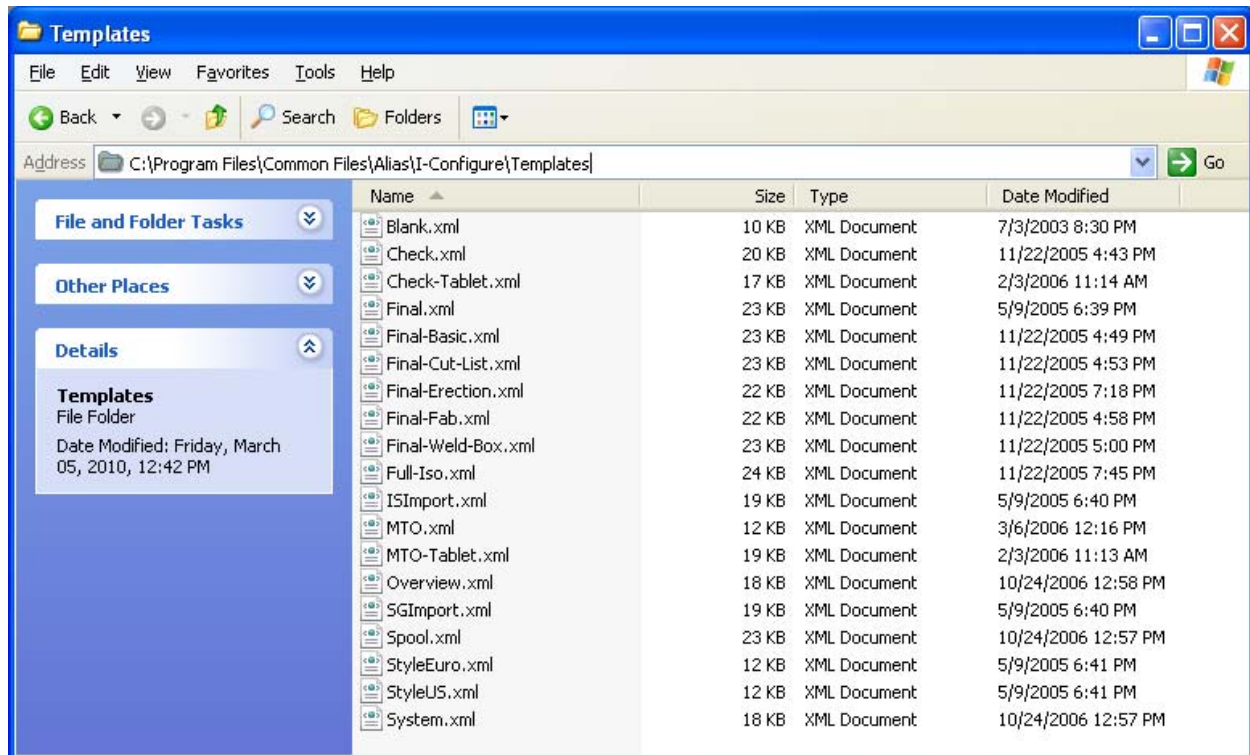 Templates
File Edit View Favorites Tools Help
Back Search Folders
Address C:\Program Files\Common Files\Alias\I-Configure\Templates Go
File and Folder Tasks
Other Places
Details
Templates
File Folder
Date Modified: Friday, March
05, 2010, 12:42 PM
Name Size Type Date Modified
Blank.xml 10 KB XML Document 7/3/2003 8:30 PM
Check.xml 20 KB XML Document 11/22/2005 4:43 PM
Check-Tablet.xml 17 KB XML Document 2/3/2006 11:14 AM
Final.xml 23 KB XML Document 5/9/2005 6:39 PM
Final-Basic.xml 23 KB XML Document 11/22/2005 4:49 PM
Final-Cut-List.xml 23 KB XML Document 11/22/2005 4:53 PM
Final-Erection.xml 22 KB XML Document 11/22/2005 7:18 PM
Final-Fab.xml 22 KB XML Document 11/22/2005 4:58 PM
Final-Weld-Box.xml 23 KB XML Document 11/22/2005 5:00 PM
Full-Iso.xml 24 KB XML Document 11/22/2005 7:45 PM
ISImport.xml 19 KB XML Document 5/9/2005 6:40 PM
MTO.xml 12 KB XML Document 3/6/2006 12:16 PM
MTO-Tablet.xml 19 KB XML Document 2/3/2006 11:13 AM
Overview.xml 18 KB XML Document 10/24/2006 12:58 PM
SGImport.xml 19 KB XML Document 5/9/2005 6:40 PM
Spool.xml 23 KB XML Document 10/24/2006 12:57 PM
StyleEuro.xml 12 KB XML Document 5/9/2005 6:41 PM
StyleUS.xml 12 KB XML Document 5/9/2005 6:41 PM
System.xml 18 KB XML Document 10/24/2006 12:57 PM